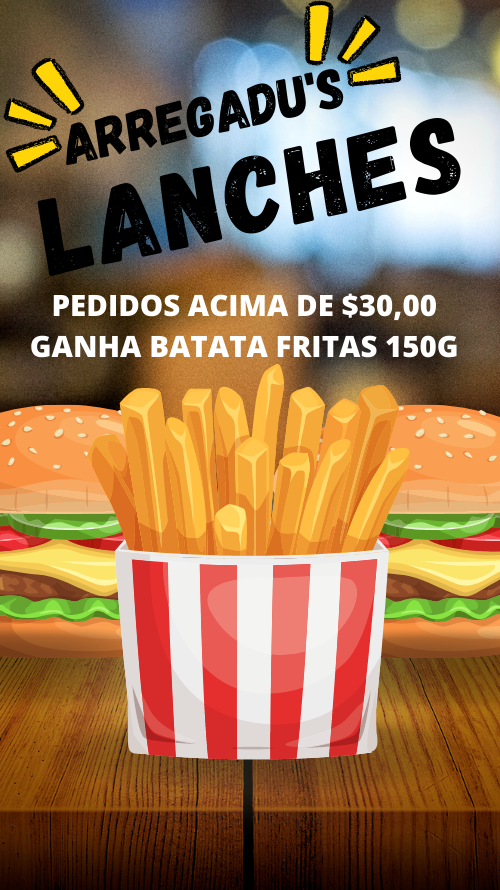 ARREGADU'S
LANCHES
PEDIDOS ACIMA DE $30,00
GANHA BATATA FRITAS 150G